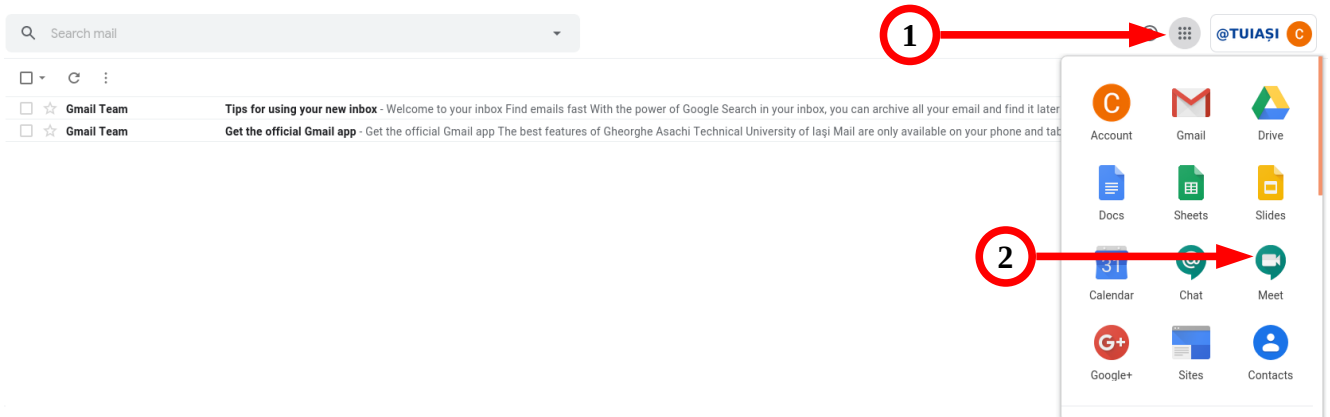 1
Search mail
@TUIAȘI C
Gmail Team Tips for using your new inbox - Welcome to your inbox Find emails fast With the power of Google Search in your inbox, you can archive all your email and find it later
Gmail Team Get the official Gmail app - Get the official Gmail app The best features of Gheorghe Asachi Technical University of Iaşi Mail are only available on your phone and tab
C
Account Gmail Drive
Docs Sheets Slides
2
31 @
Calendar Chat Meet
G+
Google+ Sites Contacts